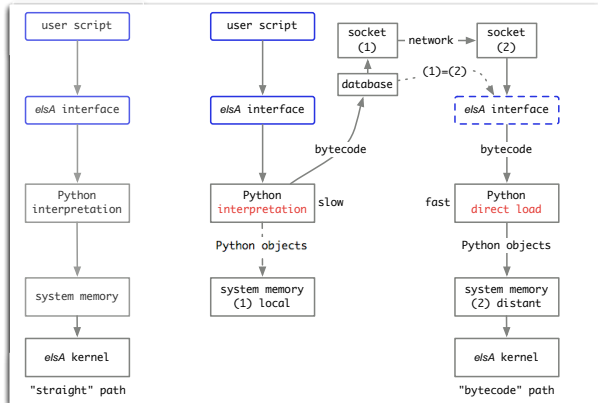 user script
elsA interface
Python
interpretation
system memory
elsA kernel
"straight" path
user script
elsA interface
bytecode
Python
interpretation
slow
Python objects
system memory
(1) local
socket
(1)
network
socket
(2)
database
(1)=(2)
elsA interface
bytecode
fast
Python
direct load
Python objects
system memory
(2) distant
elsA kernel
"bytecode" path